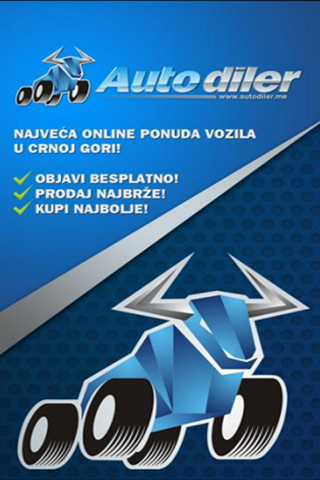 Auto diler
www.autodiler.me
NAJVEĆA ONLINE PONUDA VOZILA
U CRNOJ GORI!
OBJAVI BESPLATNO!
PRODAJ NAJBRŽE!
KUPI NAJBOLJE!